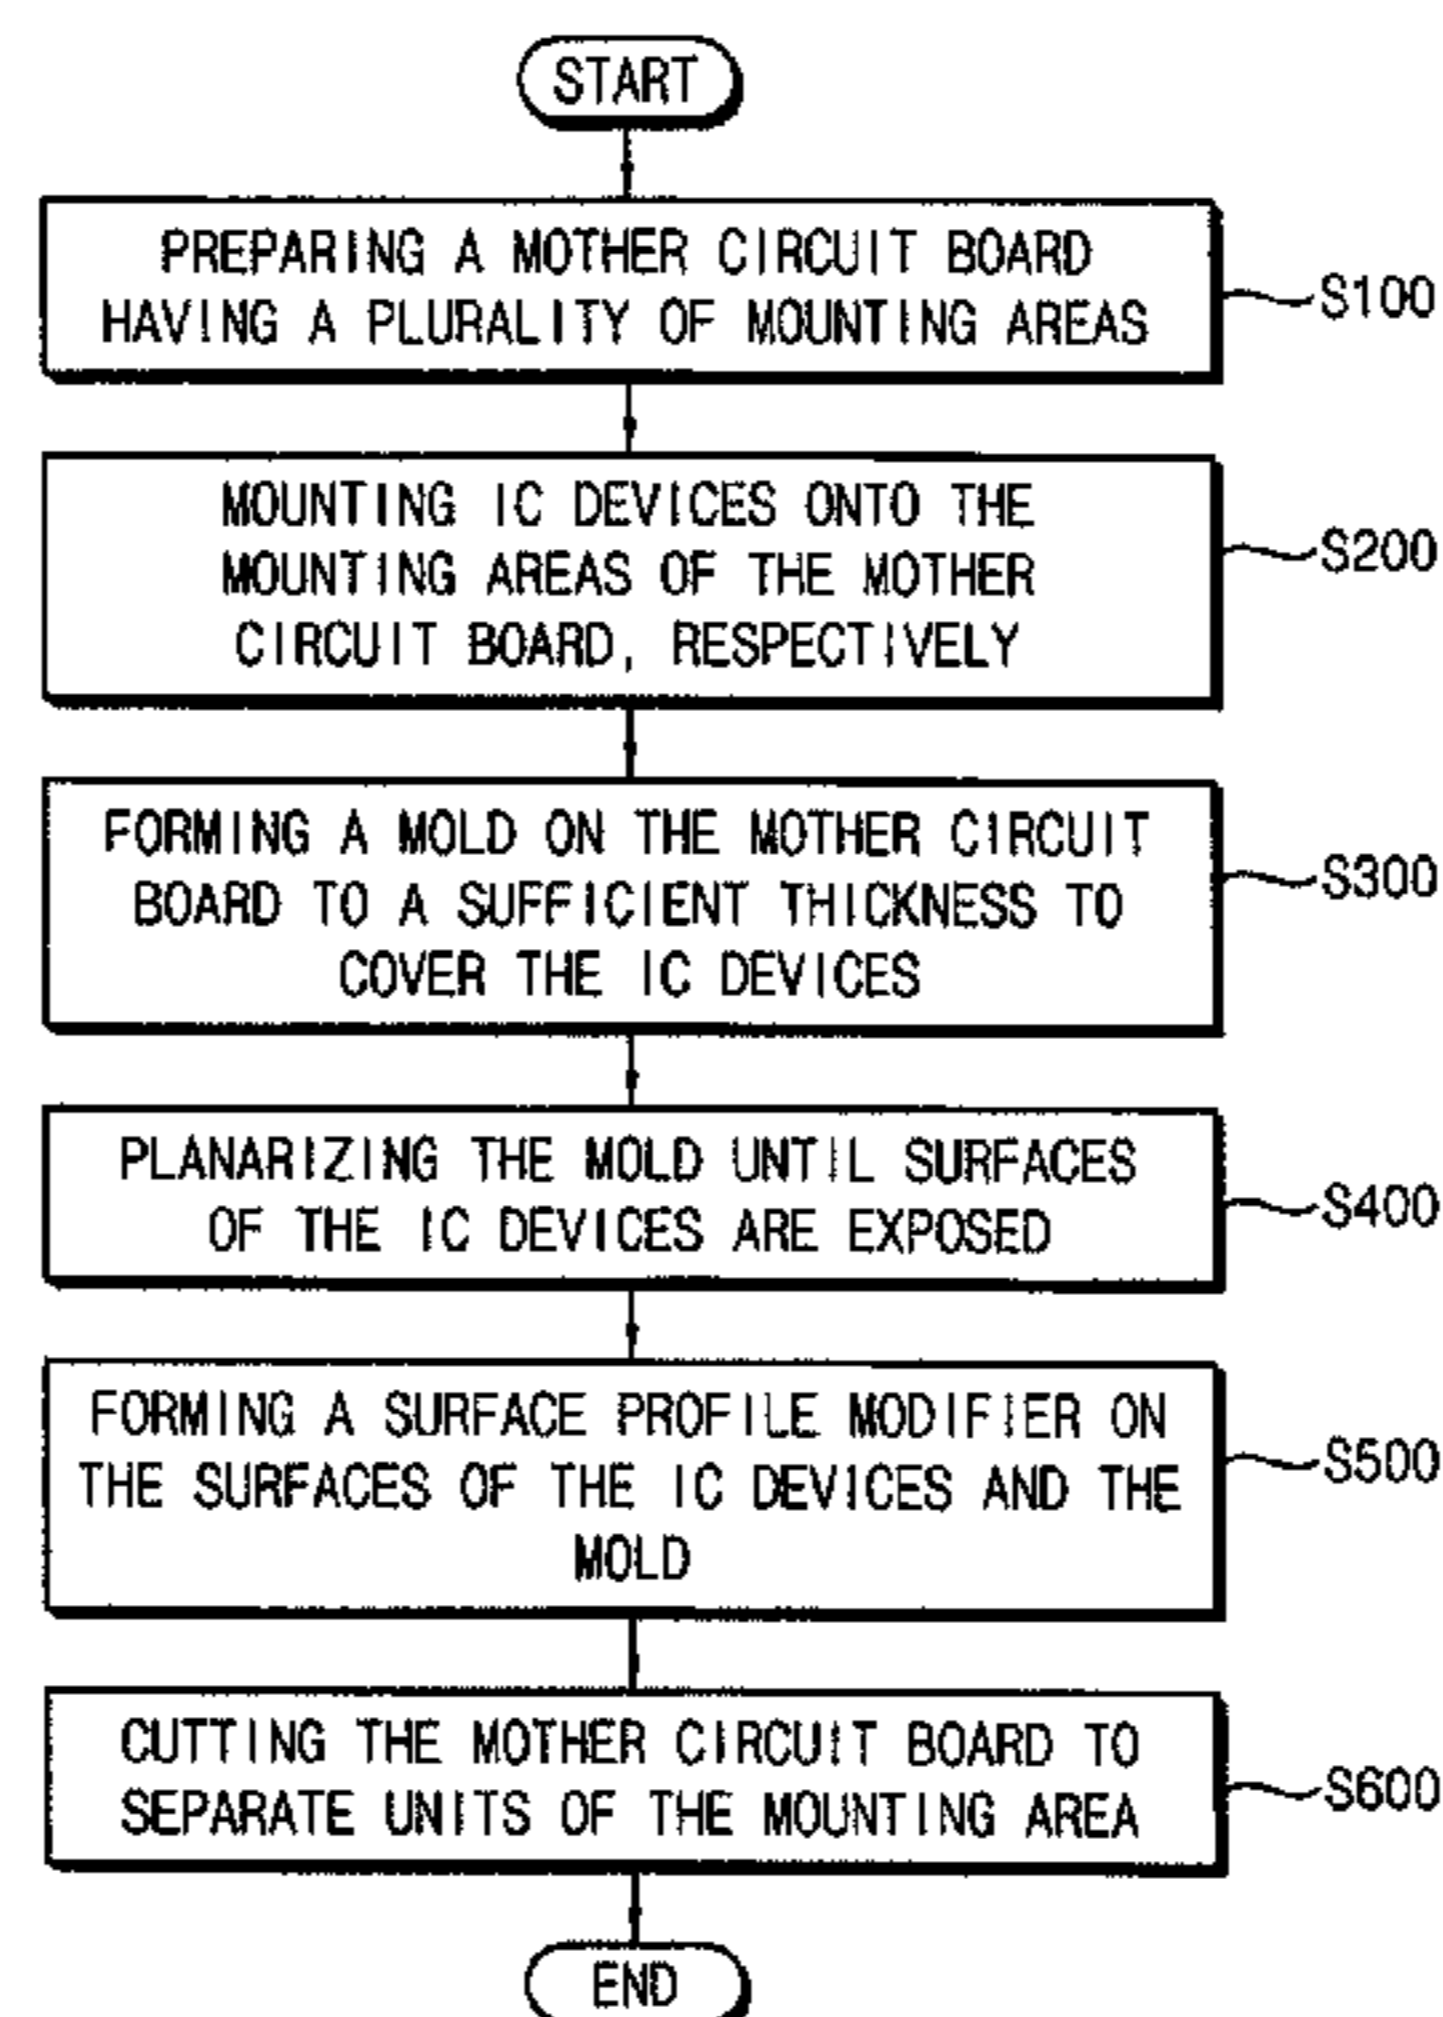 START
PREPARING A MOTHER CIRCUIT BOARD
HAVING A PLURALITY OF MOUNTING AREAS
S100
MOUNTING IC DEVICES ONTO THE
MOUNTING AREAS OF THE MOTHER
CIRCUIT BOARD, RESPECTIVELY
S200
FORMING A MOLD ON THE MOTHER CIRCUIT
BOARD TO A SUFFICIENT THICKNESS TO
COVER THE IC DEVICES
S300
PLANARIZING THE MOLD UNTIL SURFACES
OF THE IC DEVICES ARE EXPOSED
S400
FORMING A SURFACE PROFILE MODIFIER ON
THE SURFACES OF THE IC DEVICES AND THE
MOLD
S500
CUTTING THE MOTHER CIRCUIT BOARD TO
SEPARATE UNITS OF THE MOUNTING AREA
S600
END